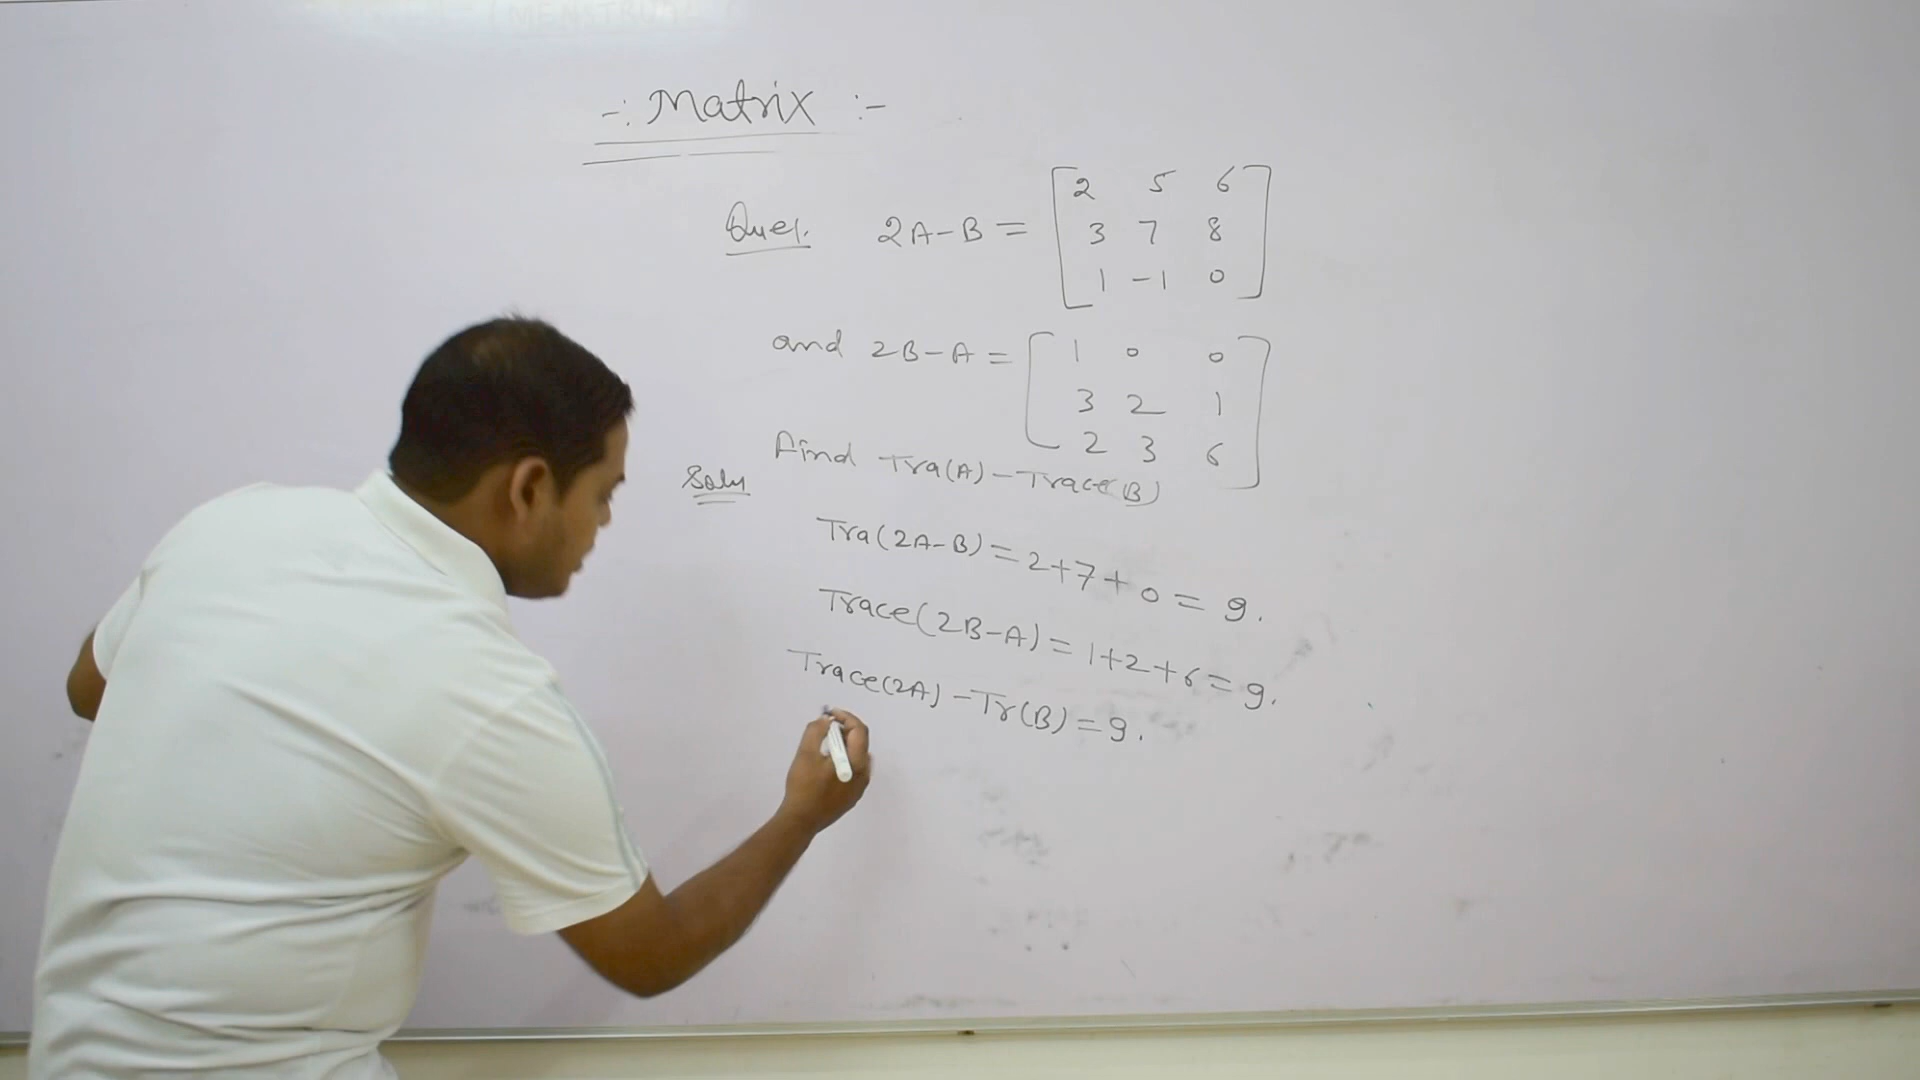 -: Matrix :-
Ques. 2A-B = [2 5 6
3 7 8
1 -1 0]
and 2B-A = [1 0 0
3 2 1
2 3 6]
Find Tra(A)-Trace(B)
Soln
Tra(2A-B) = 2+7+0 = 9.
Trace(2B-A) = 1+2+6 = 9.
Trace(2A)-Tr(B) = 9.